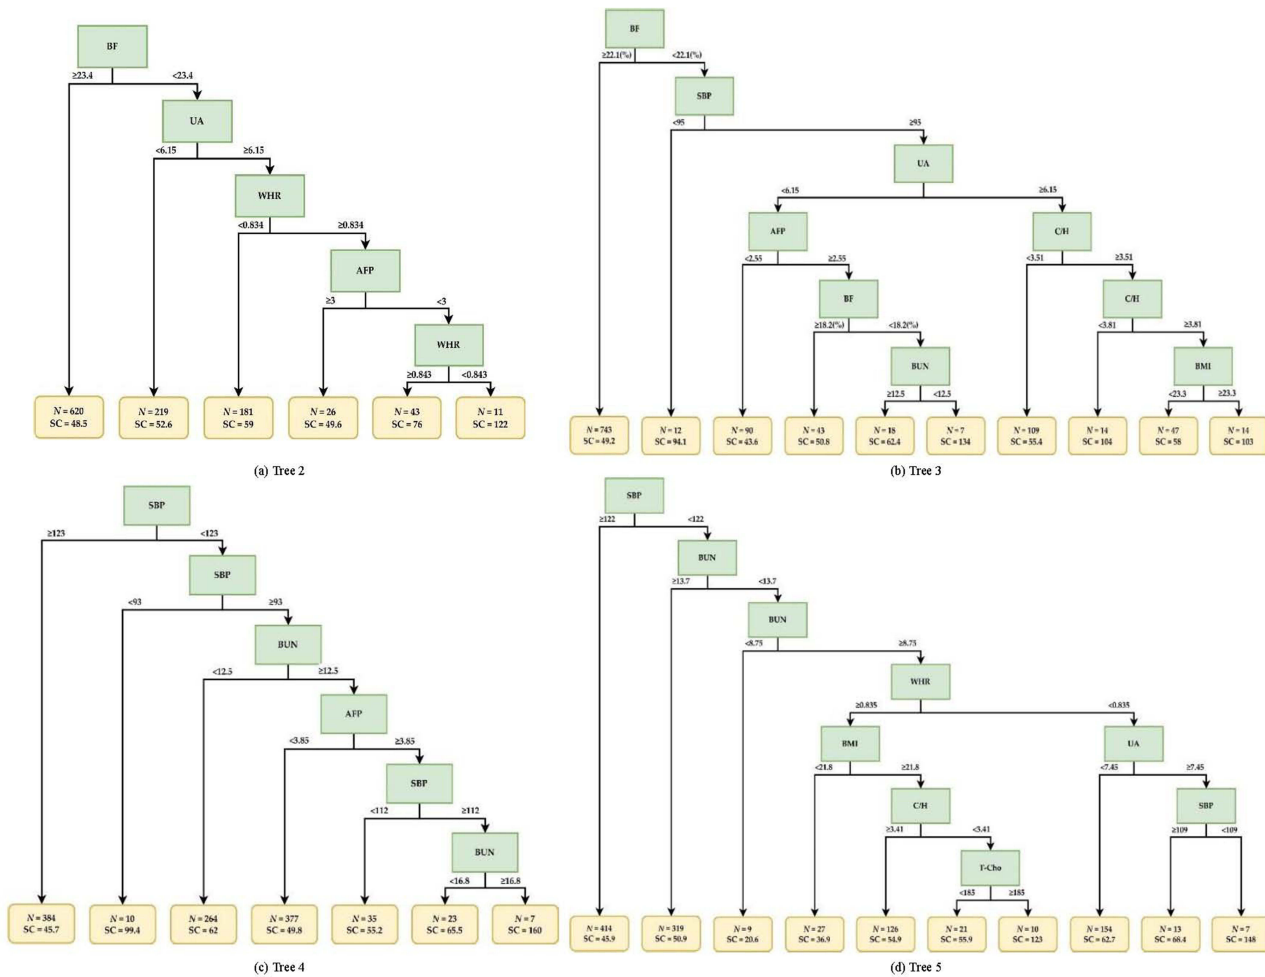 BF
≥23.4 <23.4
UA
<6.15 ≥6.15
WHR
<0.834 ≥0.834
AFP
≥3 <3
WHR
≥0.843 <0.843
N = 620 N = 219 N = 181 N = 26 N = 43 N = 11
SC = 48.5 SC = 52.6 SC = 59 SC = 49.6 SC = 76 SC = 122
(a) Tree 2
BF
≥22.1(%) <22.1(%)
SBP
<95 ≥95
UA
<6.15 ≥6.15
AFP C/H
<2.55 ≥2.55 <3.51 ≥3.51
BF C/H
≥18.2(%) <18.2(%) <3.81 ≥3.81
BUN BMI
≥12.5 <12.5 <23.3 ≥23.3
N = 743 N = 12 N = 90 N = 43 N = 18 N = 7 N = 109 N = 14 N = 47 N = 14
SC = 49.2 SC = 94.1 SC = 43.6 SC = 50.8 SC = 62.4 SC = 134 SC = 55.4 SC = 104 SC = 58 SC = 103
(b) Tree 3
SBP
≥123 <123
SBP
<93 ≥93
BUN
<12.5 ≥12.5
AFP
<3.85 ≥3.85
SBP
<112 ≥112
BUN
<16.8 ≥16.8
N = 384 N = 10 N = 264 N = 377 N = 35 N = 23 N = 7
SC = 45.7 SC = 99.4 SC = 62 SC = 49.8 SC = 55.2 SC = 65.5 SC = 160
(c) Tree 4
SBP
≥122 <122
BUN
≥13.7 <13.7
BUN
<8.75 ≥8.75
WHR
≥0.835 <0.835
BMI UA
<21.8 ≥21.8 <7.45 ≥7.45
C/H SBP
≥3.41 <3.41 ≥109 <109
T-Cho
<185 ≥185
N = 414 N = 319 N = 9 N = 27 N = 126 N = 21 N = 10 N = 154 N = 13 N = 7
SC = 45.9 SC = 50.9 SC = 20.6 SC = 36.9 SC = 54.9 SC = 55.9 SC = 123 SC = 62.7 SC = 68.4 SC = 148
(d) Tree 5